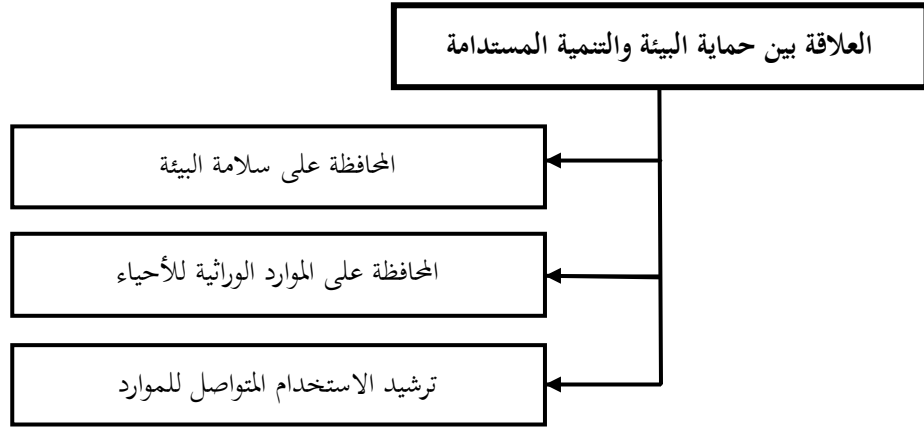 العلاقة بين حماية البيئة والتنمية المستدامة
المحافظة على سلامة البيئة
المحافظة على الموارد الوراثية للأحياء
ترشيد الاستخدام المتواصل للموارد